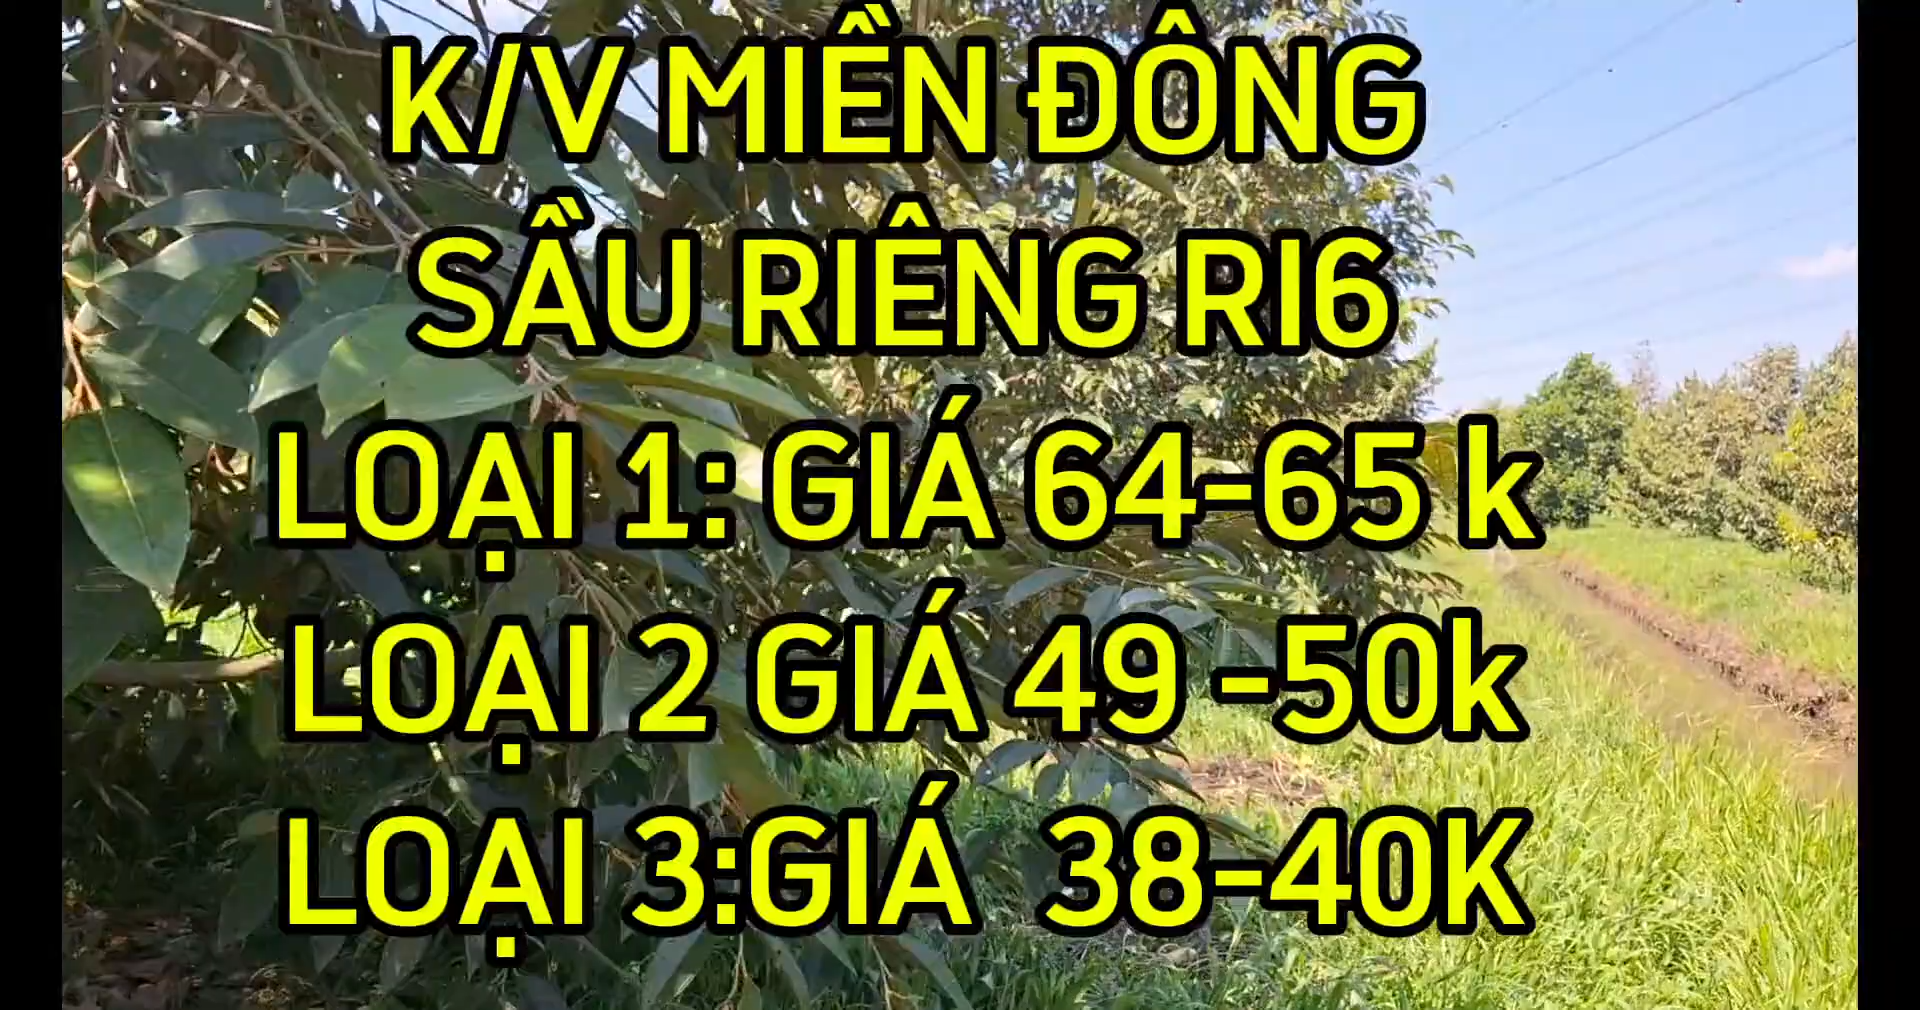 K/V MIỀN ĐÔNG
SẦU RIÊNG RI6
LOẠI 1: GIÁ 64-65 k
LOẠI 2 GIÁ 49 -50k
LOẠI 3:GIÁ 38-40K